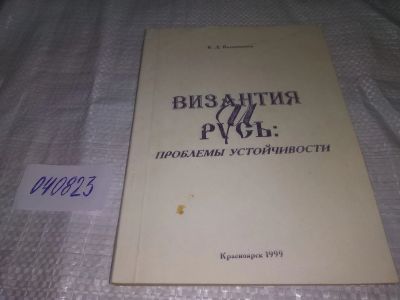 ВИЗАНТИЯ
И
РУСЬ:
ПРОБЛЕМЫ УСТОЙЧИВОСТИ
040823
Красноярск 1999